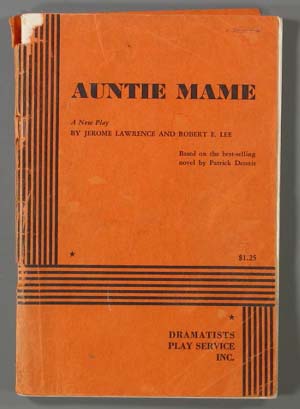 AUNTIE MAME
A New Play
BY JEROME LAWRENCE AND ROBERT E. LEE
Based on the best-selling
novel by Patrick Dennis
*
$1.25
*
DRAMATISTS
PLAY SERVICE
INC.